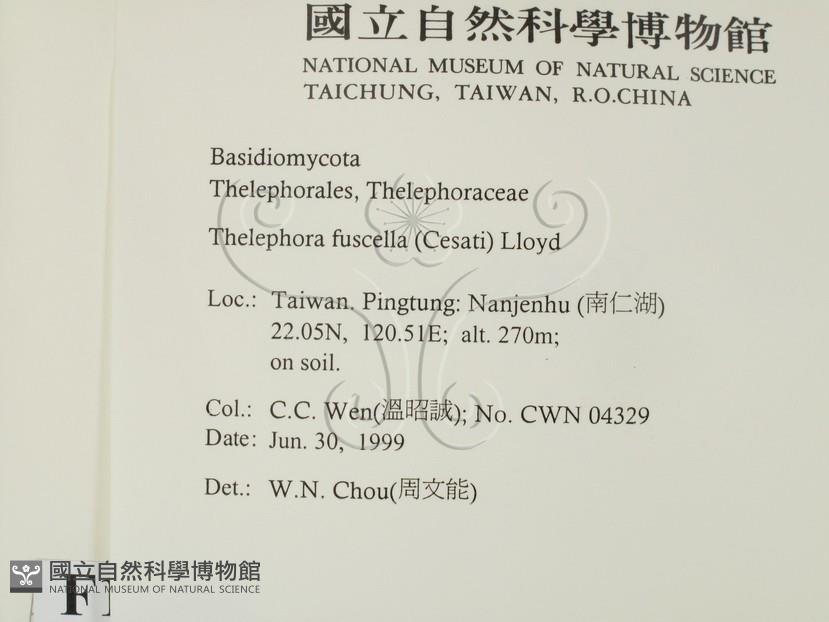 國立自然科學博物館
NATIONAL MUSEUM OF NATURAL SCIENCE
TAICHUNG, TAIWAN, R.O.CHINA
Basidiomycota
Thelephorales, Thelephoraceae
Thelephora fuscella (Cesati) Lloyd
Loc.: Taiwan. Pingtung: Nanjenhu (南仁湖)
22.05N, 120.51E; alt. 270m;
on soil.
Col.: C.C. Wen(溫昭誠); No. CWN 04329
Date: Jun. 30, 1999
Det.: W.N. Chou(周文能)
國立自然科學博物館
NATIONAL MUSEUM OF NATURAL SCIENCE
F